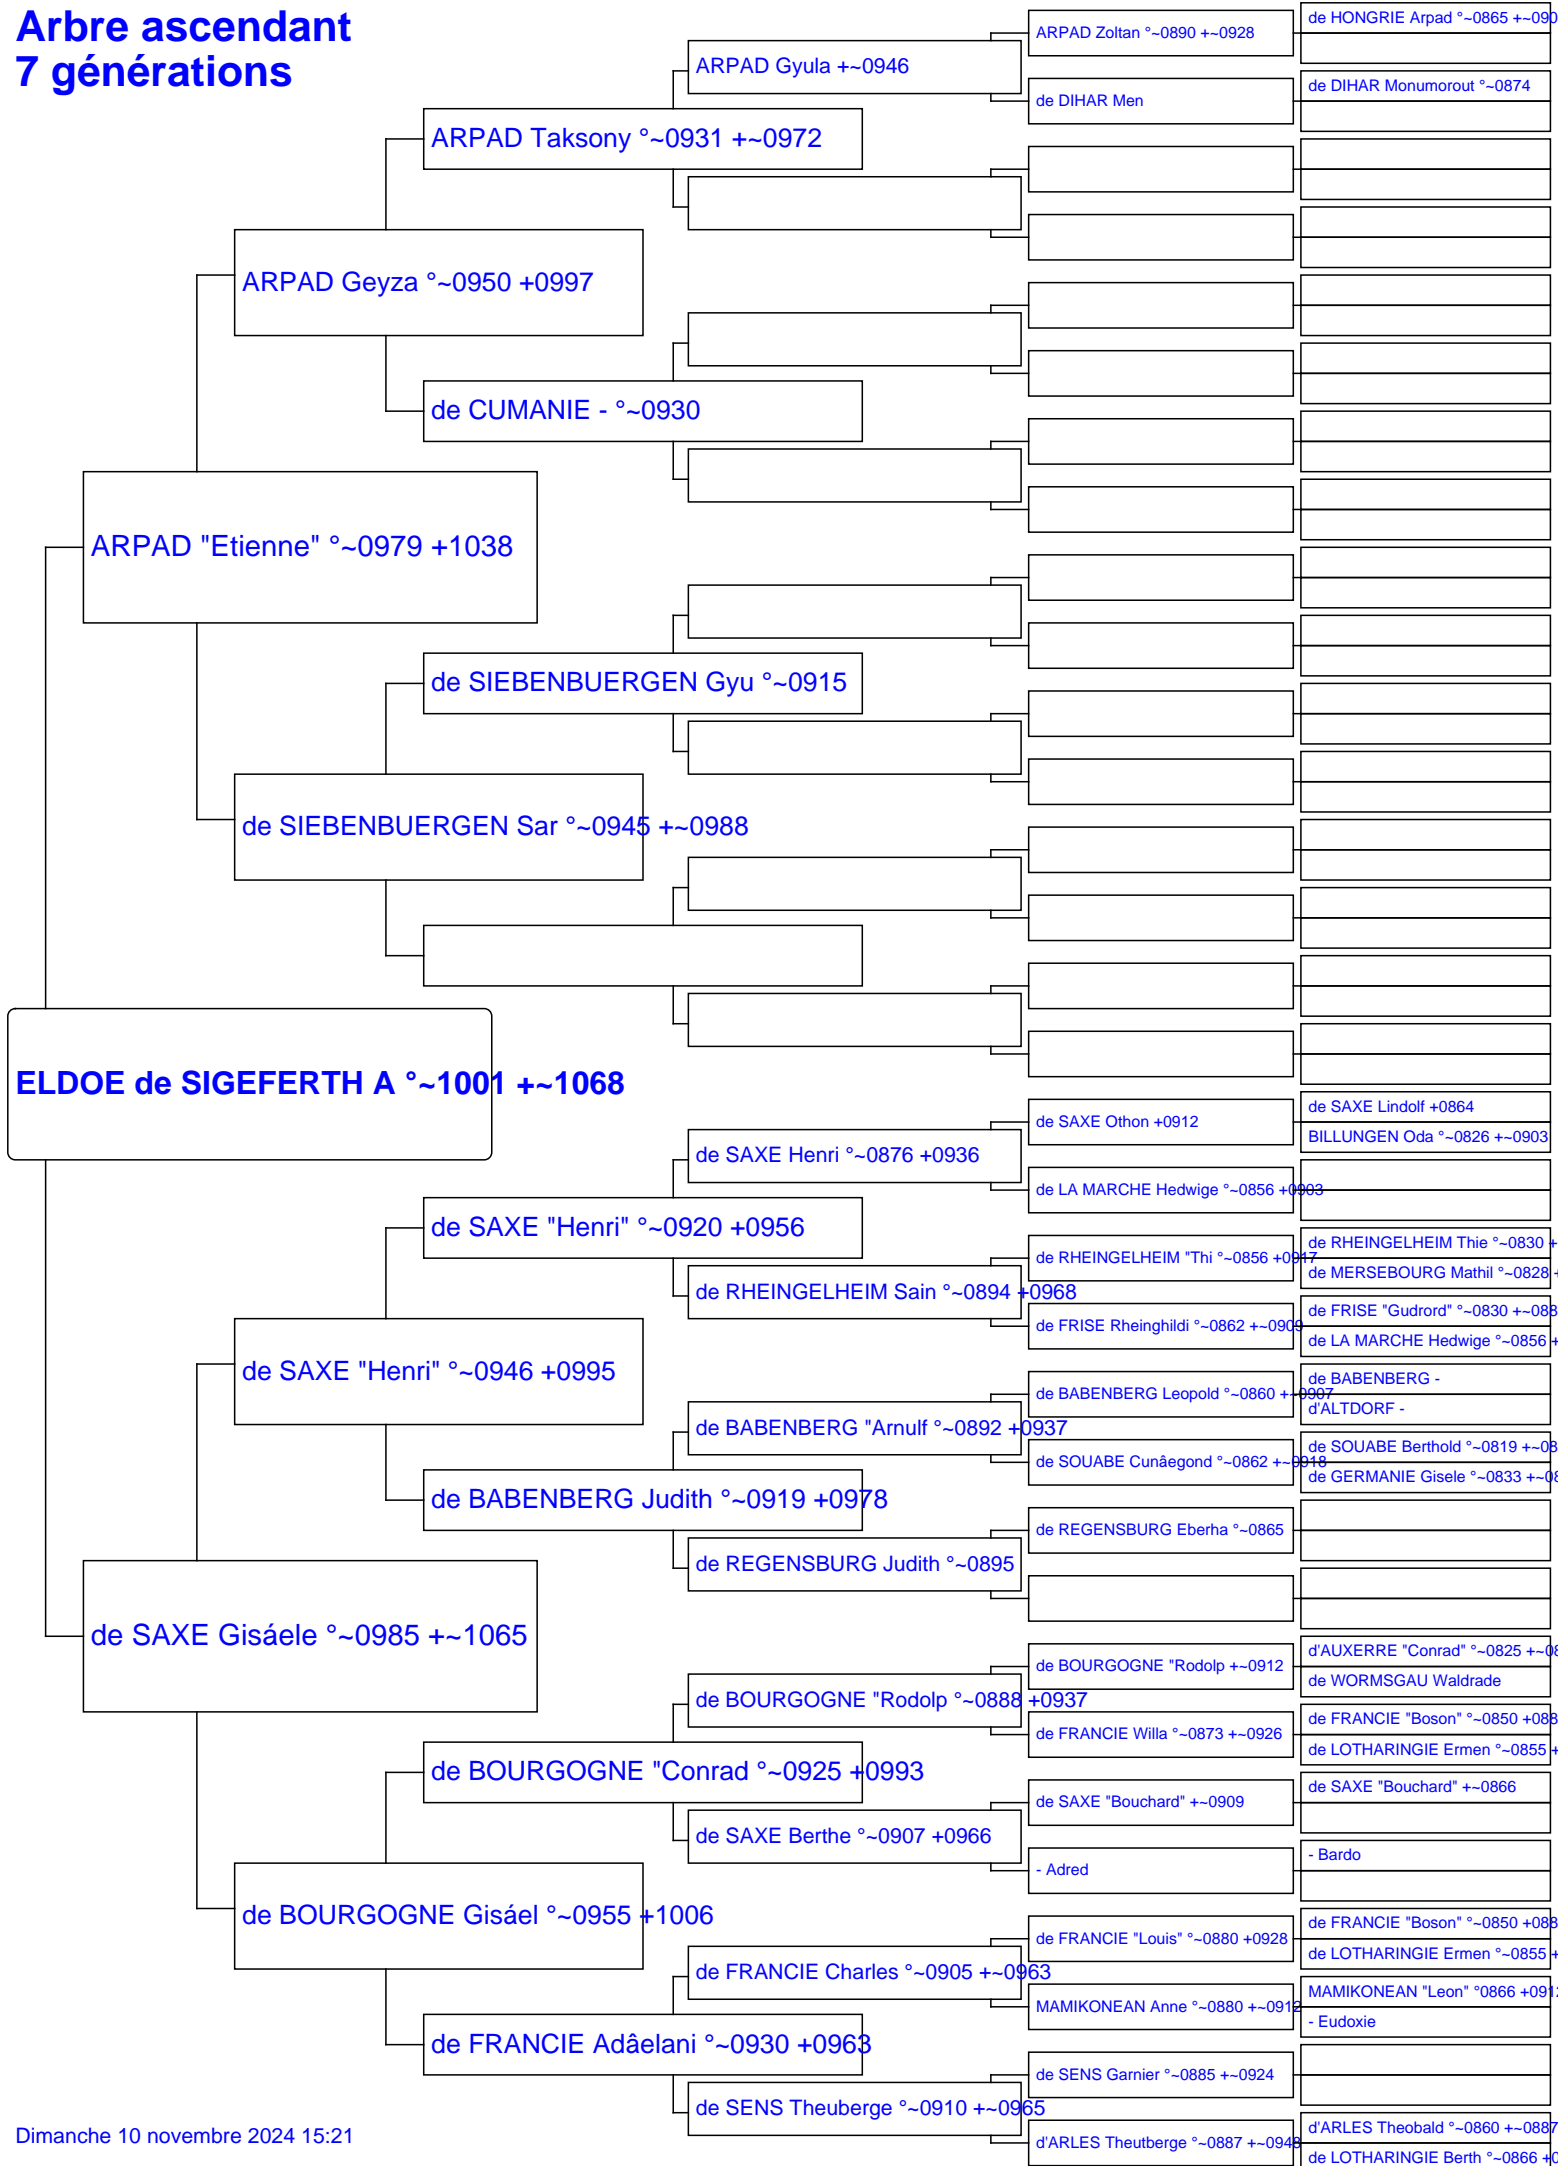 Arbre ascendant
7 générations
de HONGRIE Arpad °~0865 +~090
ARPAD Zoltan °~0890 +~0928
ARPAD Gyula +~0946
de DIHAR Monumorout °~0874
de DIHAR Men
ARPAD Taksony °~0931 +~0972
ARPAD Geyza °~0950 +0997
de CUMANIE - °~0930
ARPAD "Etienne" °~0979 +1038
de SIEBENBUERGEN Gyu °~0915
de SIEBENBUERGEN Sar °~0945 +~0988
ELDOE de SIGEFERTH A °~1001 +~1068
de SAXE Lindolf +0864
de SAXE Othon +0912
BILLUNGEN Oda °~0826 +~0903
de SAXE Henri °~0876 +0936
de LA MARCHE Hedwige °~0856 +0903
de SAXE "Henri" °~0920 +0956
de RHEINGELHEIM Thie °~0830 +
de RHEINGELHEIM "Thi °~0856 +0917
de MERSEBOURG Mathil °~0828 +
de RHEINGELHEIM Sain °~0894 +0968
de FRISE "Gudrord" °~0830 +~088
de FRISE Rheinghildi °~0862 +~0909
de LA MARCHE Hedwige °~0856 +
de SAXE "Henri" °~0946 +0995
de BABENBERG -
de BABENBERG Leopold °~0860 +~0907
d'ALTDORF -
de BABENBERG "Arnulf °~0892 +0937
de SOUABE Berthold °~0819 +~08
de SOUABE Cunâegond °~0862 +~0918
de GERMANIE Gisele °~0833 +~08
de BABENBERG Judith °~0919 +0978
de REGENSBURG Eberha °~0865
de REGENSBURG Judith °~0895
de SAXE Gisáele °~0985 +~1065
d'AUXERRE "Conrad" °~0825 +~08
de BOURGOGNE "Rodolp +~0912
de WORMSGAU Waldrade
de BOURGOGNE "Rodolp °~0888 +0937
de FRANCIE "Boson" °~0850 +088
de FRANCIE Willa °~0873 +~0926
de LOTHARINGIE Ermen °~0855 +
de BOURGOGNE "Conrad °~0925 +0993
de SAXE "Bouchard" +~0866
de SAXE "Bouchard" +~0909
de SAXE Berthe °~0907 +0966
- Bardo
- Adred
de BOURGOGNE Gisáel °~0955 +1006
de FRANCIE "Boson" °~0850 +088
de FRANCIE "Louis" °~0880 +0928
de LOTHARINGIE Ermen °~0855 +
de FRANCIE Charles °~0905 +~0963
MAMIKONEAN "Leon" °0866 +0912
MAMIKONEAN Anne °~0880 +~0912
- Eudoxie
de FRANCIE Adâelani °~0930 +0963
de SENS Garnier °~0885 +~0924
de SENS Theuberge °~0910 +~0965
d'ARLES Theobald °~0860 +~0887
d'ARLES Theutberge °~0887 +~0948
de LOTHARINGIE Berth °~0866 +0
Dimanche 10 novembre 2024 15:21